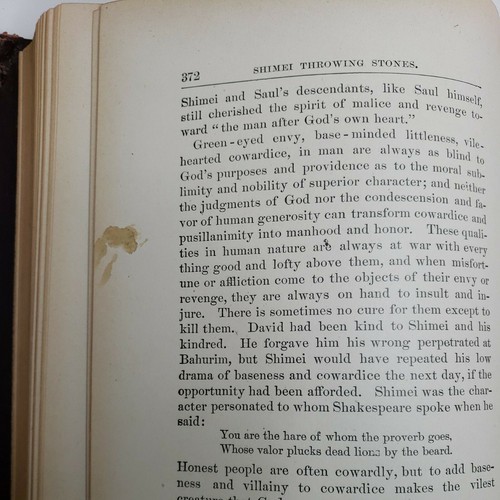 372 SHIMEI THROWING STONES.
Shimei and Saul's descendants, like Saul himself,
still cherished the spirit of malice and revenge to-
ward "the man after God's own heart."
Green-eyed envy, base-minded littleness, vile-
hearted cowardice, in man are always as blind to
God's purposes and providence as to the moral sub-
limity and nobility of superior character; and neither
the judgments of God nor the condescension and fa-
vor of human generosity can transform cowardice and
pusillanimity into manhood and honor. These quali-
ties in human nature are always at war with every
thing good and lofty above them, and when misfort-
une or affliction come to the objects of their envy or
revenge, they are always on hand to insult and in-
jure. There is sometimes no cure for them except to
kill them. David had been kind to Shimei and his
kindred. He forgave him his wrong perpetrated at
Bahurim, but Shimei would have repeated his low
drama of baseness and cowardice the next day, if the
opportunity had been afforded. Shimei was the char-
acter personated to whom Shakespeare spoke when he
said:
You are the hare of whom the proverb goes,
Whose valor plucks dead lions by the beard.
Honest people are often cowardly, but to add base-
ness and villainy to cowardice makes the vilest